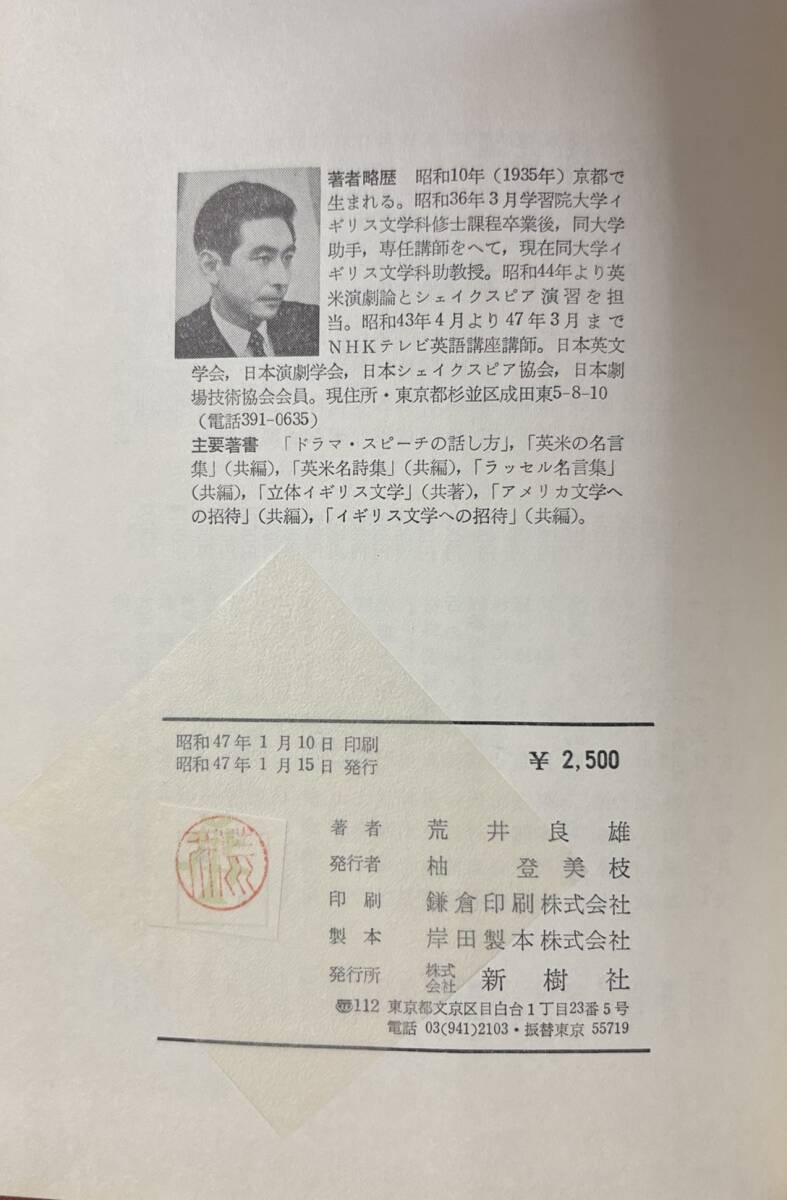 著者略歴 昭和10年（1935年）京都で
生まれる。昭和36年3月学習院大学イ
ギリス文学科修士課程卒業後，同大学
助手，専任講師をへて，現在同大学イ
ギリス文学科助教授。昭和44年より英
米演劇論とシェイクスピア演習を担
当。昭和43年4月より47年3月まで
NHKテレビ英語講座講師。日本英文
学会，日本演劇学会，日本シェイクスピア協会，日本劇
場技術協会会員。現住所・東京都杉並区成田東5-8-10
（電話391-0635）
主要著書 「ドラマ・スピーチの話し方」，「英米の名言
集」（共編），「英米名詩集」（共編），「ラッセル名言集」
（共編），「立体イギリス文学」（共著），「アメリカ文学へ
の招待」（共編），「イギリス文学への招待」（共編）。
昭和47年1月10日 印刷
昭和47年1月15日 発行
¥ 2,500
著者 荒井良雄
発行者 柚登美枝
印刷 鎌倉印刷株式会社
製本 岸田製本株式会社
発行所 株式会社 新樹社
〠112 東京都文京区目白台1丁目23番5号
電話 03(941)2103・振替東京 55719